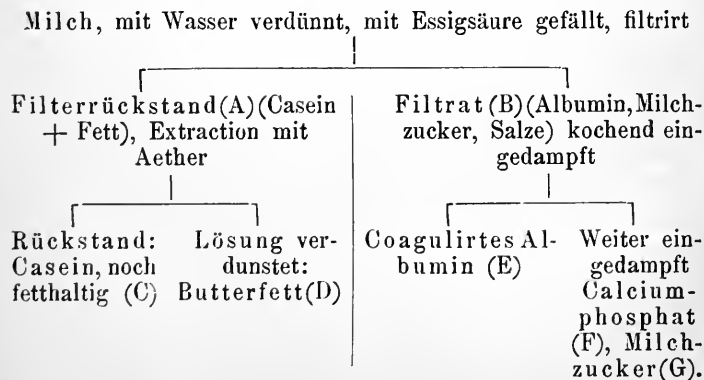 Milch, mit Wasser verdünnt, mit Essigsäure gefällt, filtrirt
Filterrückstand(A)(Casein
+ Fett), Extraction mit
Aether
Filtrat(B)(Albumin, Milch-
zucker, Salze) kochend ein-
gedampft
Rückstand:
Casein, noch
fetthaltig (C)
Lösung ver-
dunstet:
Butterfett(D)
Coagulirtes Al-
bumin (E)
Weiter ein-
gedampft
Calcium-
phosphat
(F), Milch-
zucker(G).